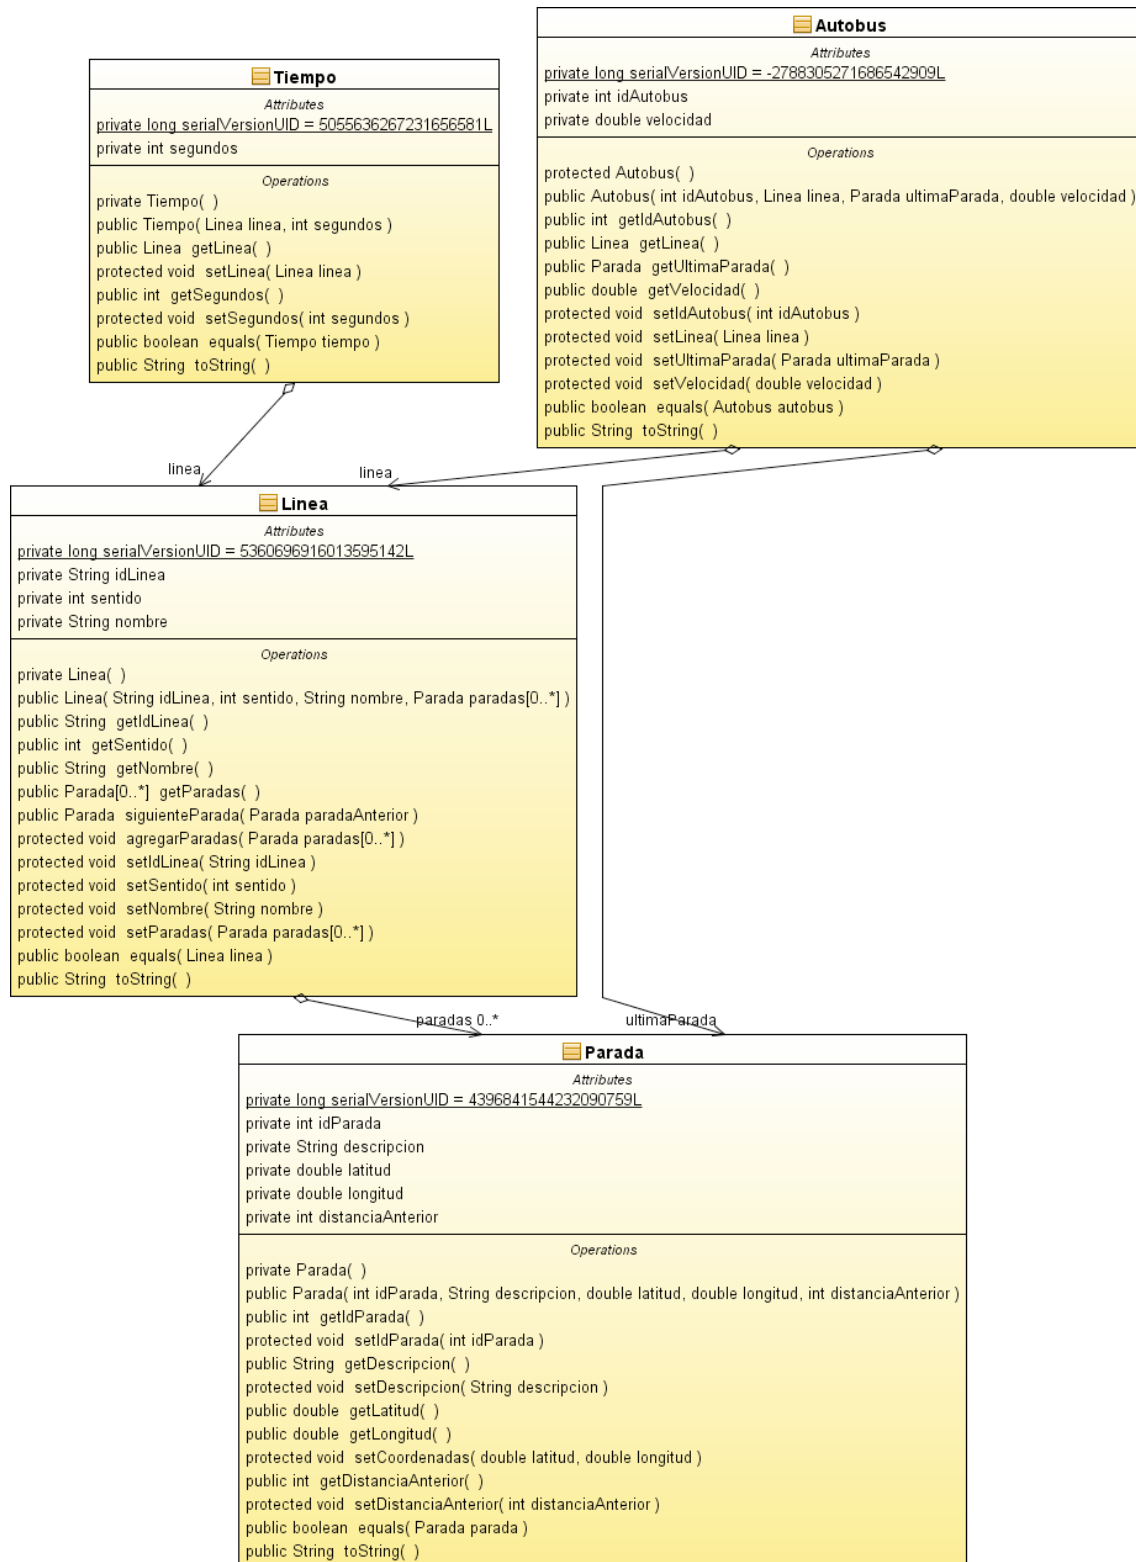 Tiempo
Attributes
private long serialVersionUID = 5055636267231656581L
private int segundos
Operations
private Tiempo( )
public Tiempo( Linea linea, int segundos )
public Linea getLinea( )
protected void setLinea( Linea linea )
public int getSegundos( )
protected void setSegundos( int segundos )
public boolean equals( Tiempo tiempo )
public String toString( )
Autobus
Attributes
private long serialVersionUID = -2788305271686542909L
private int idAutobus
private double velocidad
Operations
protected Autobus( )
public Autobus( int idAutobus, Linea linea, Parada ultimaParada, double velocidad )
public int getIdAutobus( )
public Linea getLinea( )
public Parada getUltimaParada( )
public double getVelocidad( )
protected void setIdAutobus( int idAutobus )
protected void setLinea( Linea linea )
protected void setUltimaParada( Parada ultimaParada )
protected void setVelocidad( double velocidad )
public boolean equals( Autobus autobus )
public String toString( )
linea
linea
Linea
Attributes
private long serialVersionUID = 5360696916013595142L
private String idLinea
private int sentido
private String nombre
Operations
private Linea( )
public Linea( String idLinea, int sentido, String nombre, Parada paradas[0..*] )
public String getIdLinea( )
public int getSentido( )
public String getNombre( )
public Parada[0..*] getParadas( )
public Parada siguienteParada( Parada paradaAnterior )
protected void agregarParadas( Parada paradas[0..*] )
protected void setIdLinea( String idLinea )
protected void setSentido( int sentido )
protected void setNombre( String nombre )
protected void setParadas( Parada paradas[0..*] )
public boolean equals( Linea linea )
public String toString( )
paradas 0..*
ultimaParada
Parada
Attributes
private long serialVersionUID = 4396841544232090759L
private int idParada
private String descripcion
private double latitud
private double longitud
private int distanciaAnterior
Operations
private Parada( )
public Parada( int idParada, String descripcion, double latitud, double longitud, int distanciaAnterior )
public int getIdParada( )
protected void setIdParada( int idParada )
public String getDescripcion( )
protected void setDescripcion( String descripcion )
public double getLatitud( )
public double getLongitud( )
protected void setCoordenadas( double latitud, double longitud )
public int getDistanciaAnterior( )
protected void setDistanciaAnterior( int distanciaAnterior )
public boolean equals( Parada parada )
public String toString( )